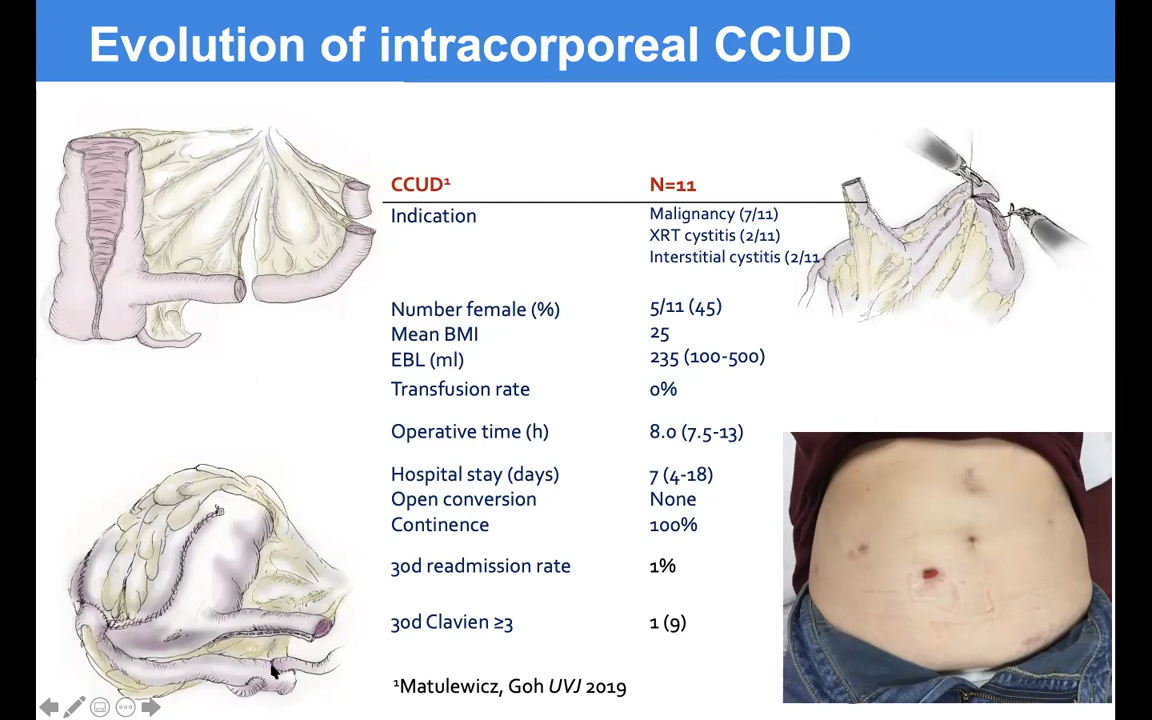 Evolution of intracorporeal CCUD
CCUD¹ N=11
Indication Malignancy (7/11)
XRT cystitis (2/11)
Interstitial cystitis (2/11
Number female (%) 5/11 (45)
Mean BMI 25
EBL (ml) 235 (100-500)
Transfusion rate 0%
Operative time (h) 8.0 (7.5-13)
Hospital stay (days) 7 (4-18)
Open conversion None
Continence 100%
30d readmission rate 1%
30d Clavien ≥3 1 (9)
¹Matulewicz, Goh UVJ 2019